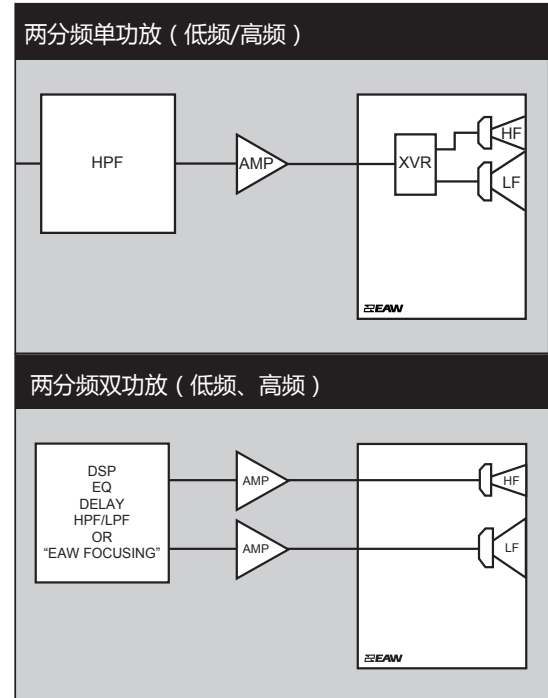 两分频单功放（低频/高频）
HPF
AMP
XVR
HF
LF
EAW
两分频双功放（低频、高频）
DSP
EQ
DELAY
HPF/LPF
OR
“EAW FOCUSING”
AMP
HF
AMP
LF
EAW